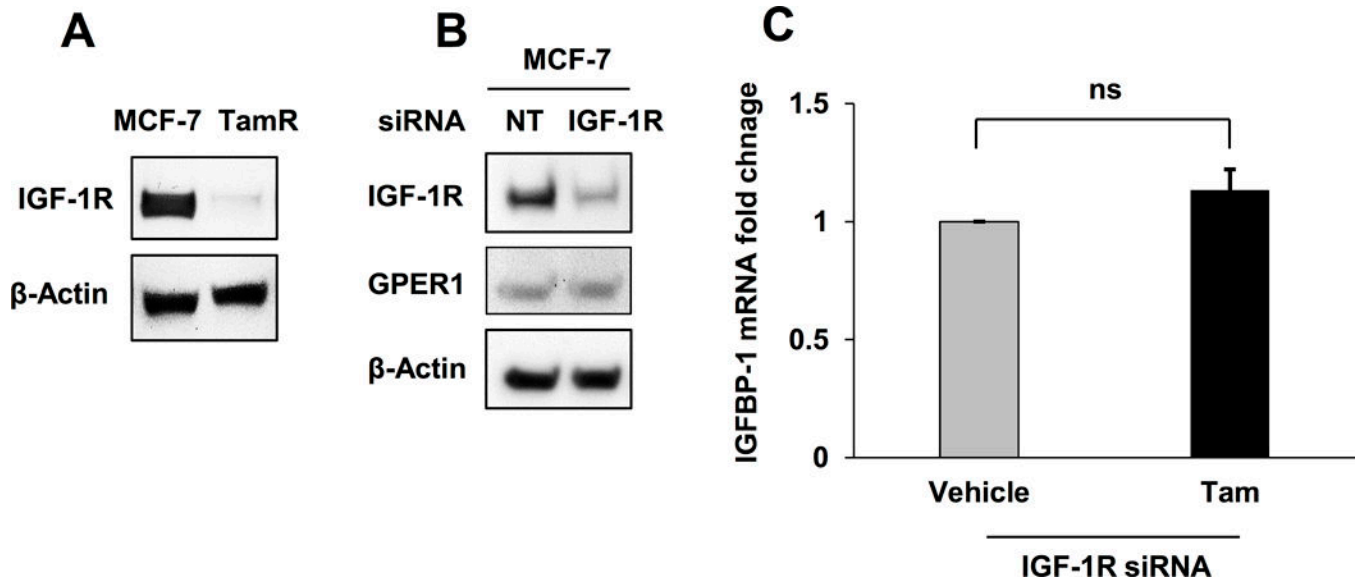 A
MCF-7 TamR
IGF-1R
β-Actin
B
MCF-7
siRNA NT IGF-1R
IGF-1R
GPER1
β-Actin
C
IGFBP-1 mRNA fold chnage
1.5
1
0.5
0
ns
Vehicle Tam
IGF-1R siRNA